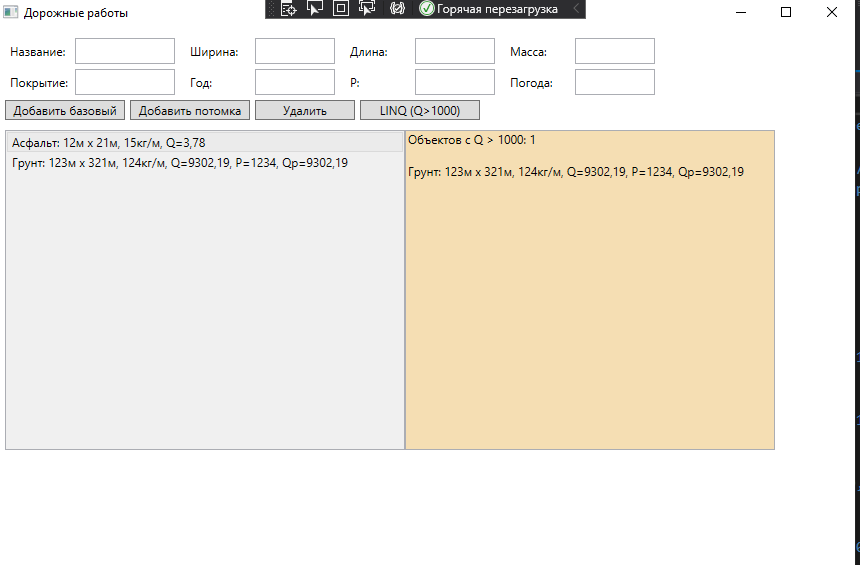 Дорожные работы
Горячая перезагрузка
Название: Ширина: Длина: Масса:
Покрытие: Год: P: Погода:
Добавить базовый Добавить потомка Удалить LINQ (Q>1000)
Асфальт: 12м x 21м, 15кг/м, Q=3,78
Грунт: 123м x 321м, 124кг/м, Q=9302,19, P=1234, Qp=9302,19
Объектов с Q > 1000: 1
Грунт: 123м x 321м, 124кг/м, Q=9302,19, P=1234, Qp=9302,19